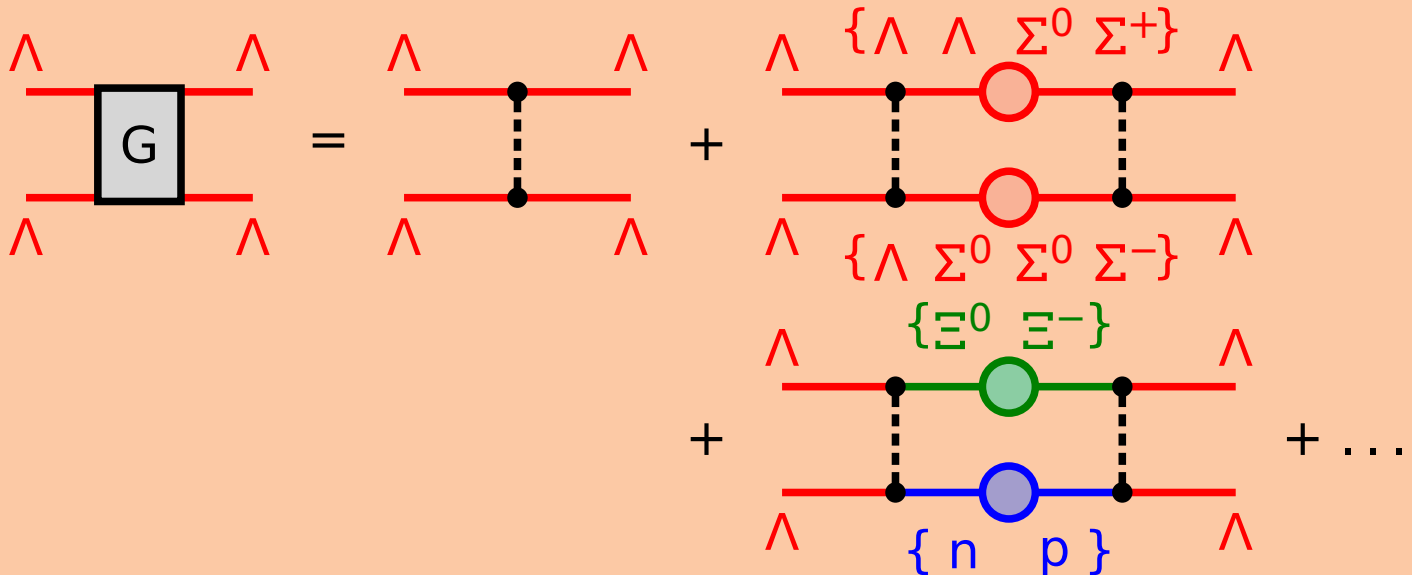 {Λ Λ Σ⁰ Σ⁺}
Λ Λ Λ Λ Λ Λ
G = +
Λ Λ Λ Λ Λ Λ
{Λ Σ⁰ Σ⁰ Σ⁻}
{Ξ⁰ Ξ⁻}
Λ Λ
+ + ...
Λ Λ
{ n p }